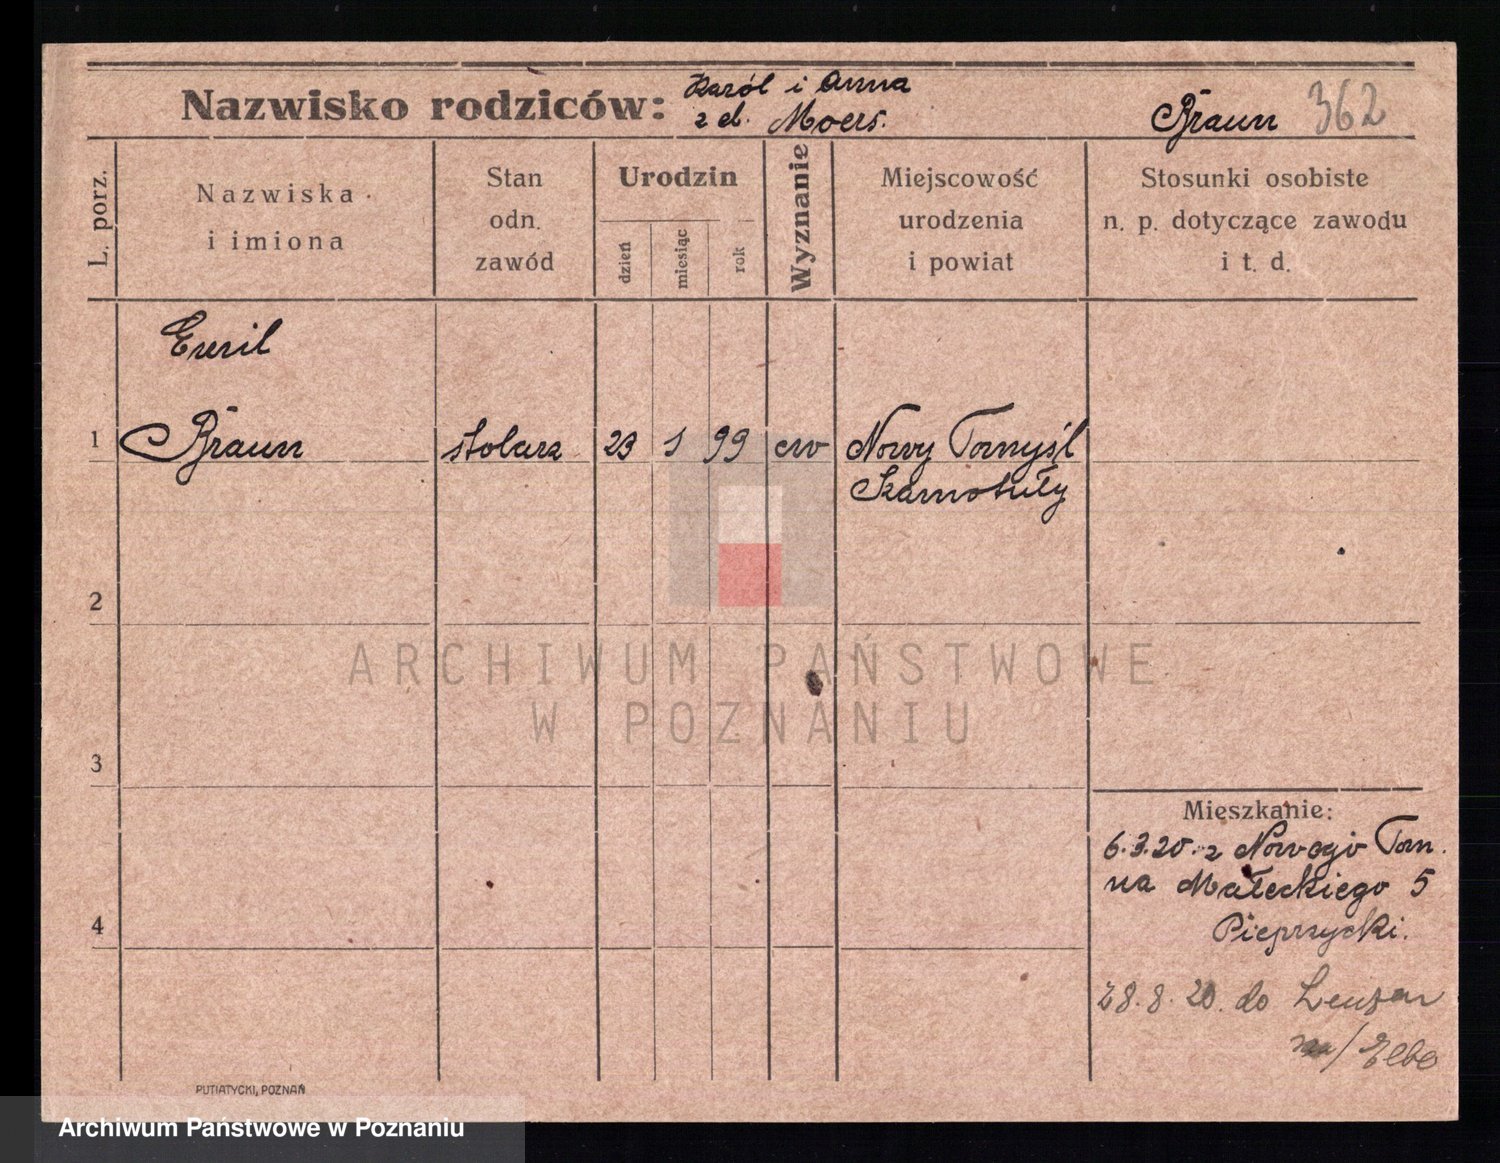 Nazwisko rodziców: Karól i Anna
z d. Moers.
Braun 362
L. porz.
Nazwiska
i imiona
Stan
odn.
zawód
Urodzin
dzień
miesiąc
rok
Wyznanie
Miejscowość
urodzenia
i powiat
Stosunki osobiste
n. p. dotyczące zawodu
i t. d.
Emil
1 Braun stolarz 23 1 99 ew Nowy Tomyśl
Szamotuły
2
3
4
Mieszkanie:
6.3.20. z Nowego Tom.
na Małeckiego 5
Pieprzycki.
28.8.20. do
/ Elbe
PUTIATYCKI, POZNAŃ
ARCHIWUM PAŃSTWOWE
W POZNANIU
Archiwum Państwowe w Poznaniu